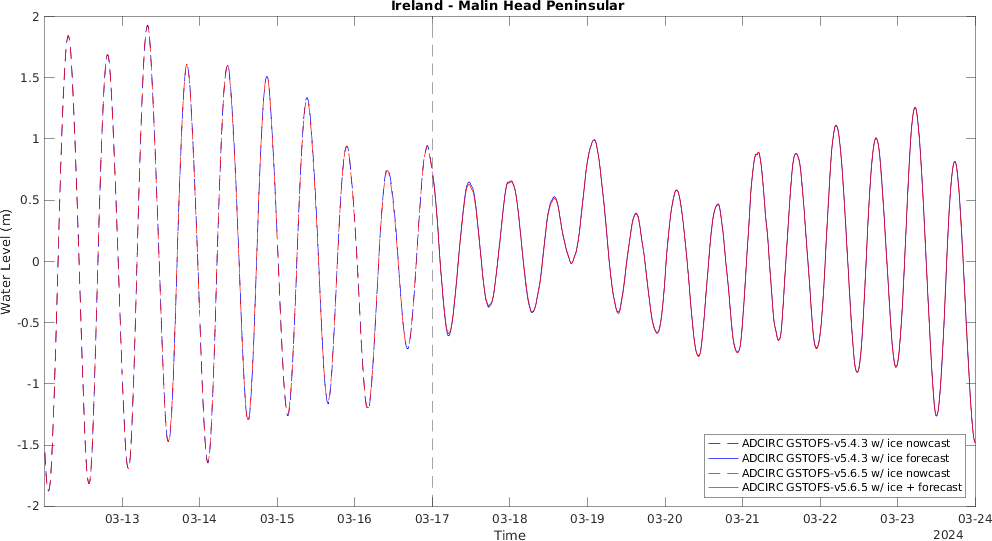 Ireland - Malin Head Peninsular
2
1.5
1
0.5
0
-0.5
-1
-1.5
-2
Water Level (m)
ADCIRC GSTOFS-v5.4.3 w/ ice nowcast
ADCIRC GSTOFS-v5.4.3 w/ ice forecast
ADCIRC GSTOFS-v5.6.5 w/ ice nowcast
ADCIRC GSTOFS-v5.6.5 w/ ice + forecast
03-13 03-14 03-15 03-16 03-17 03-18 03-19 03-20 03-21 03-22 03-23 03-24
Time
2024